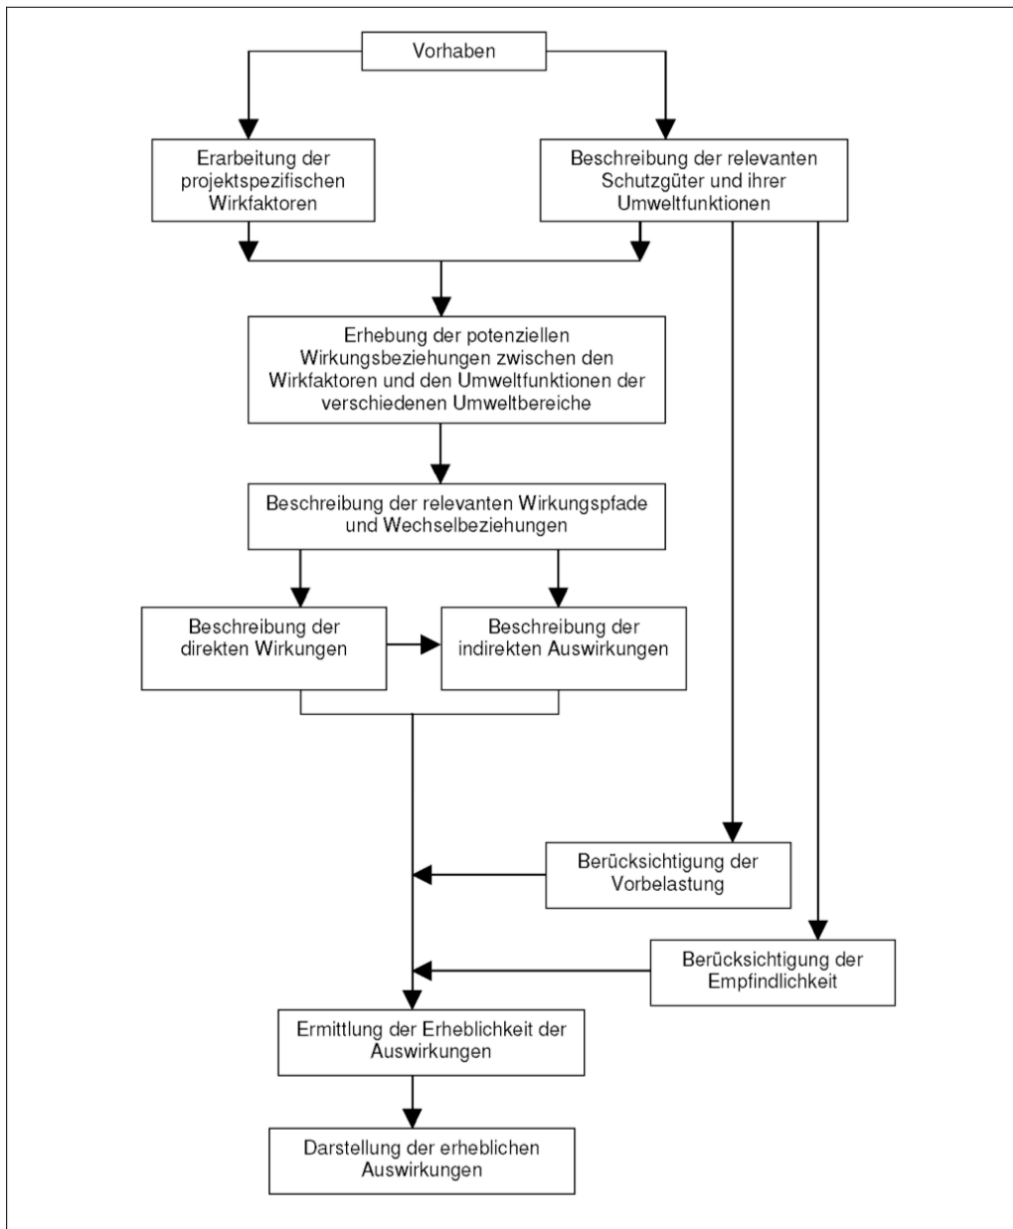 Vorhaben
Erarbeitung der
projektspezifischen
Wirkfaktoren
Beschreibung der relevanten
Schutzgüter und ihrer
Umweltfunktionen
Erhebung der potenziellen
Wirkungsbeziehungen zwischen den
Wirkfaktoren und den Umweltfunktionen der
verschiedenen Umweltbereiche
Beschreibung der relevanten Wirkungspfade
und Wechselbeziehungen
Beschreibung der
direkten Wirkungen
Beschreibung der
indirekten Auswirkungen
Berücksichtigung der
Vorbelastung
Berücksichtigung der
Empfindlichkeit
Ermittlung der Erheblichkeit der
Auswirkungen
Darstellung der erheblichen
Auswirkungen